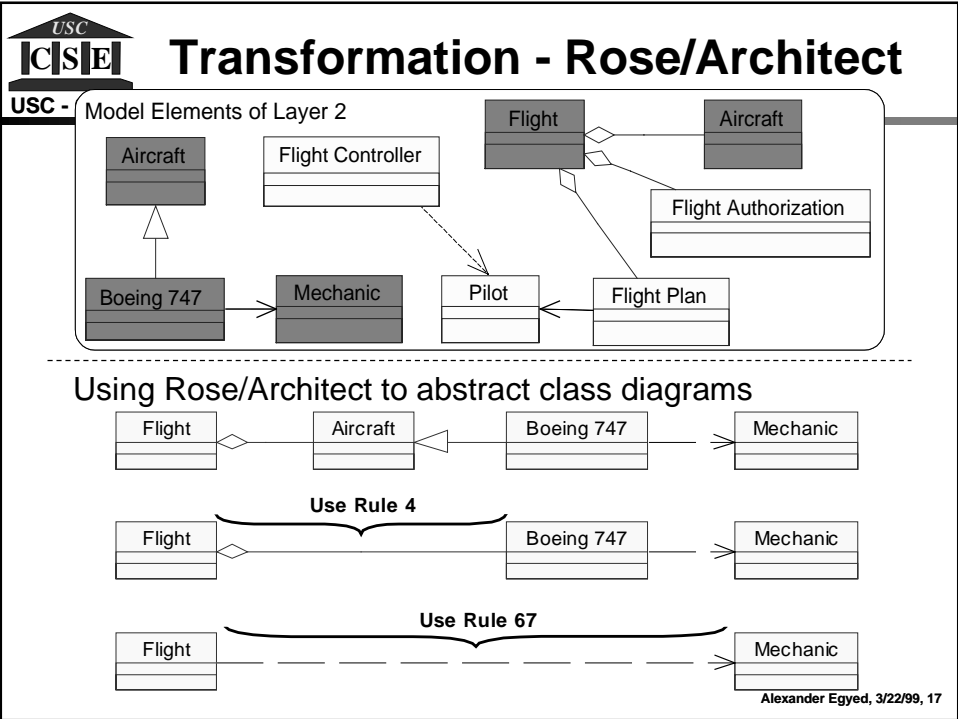 USC
C S E
Transformation - Rose/Architect
USC -
Model Elements of Layer 2
Flight
Aircraft
Aircraft
Flight Controller
Flight Authorization
Boeing 747
Mechanic
Pilot
Flight Plan
Using Rose/Architect to abstract class diagrams
Flight
Aircraft
Boeing 747
Mechanic
Use Rule 4
Flight
Boeing 747
Mechanic
Use Rule 67
Flight
Mechanic
Alexander Egyed, 3/22/99, 17